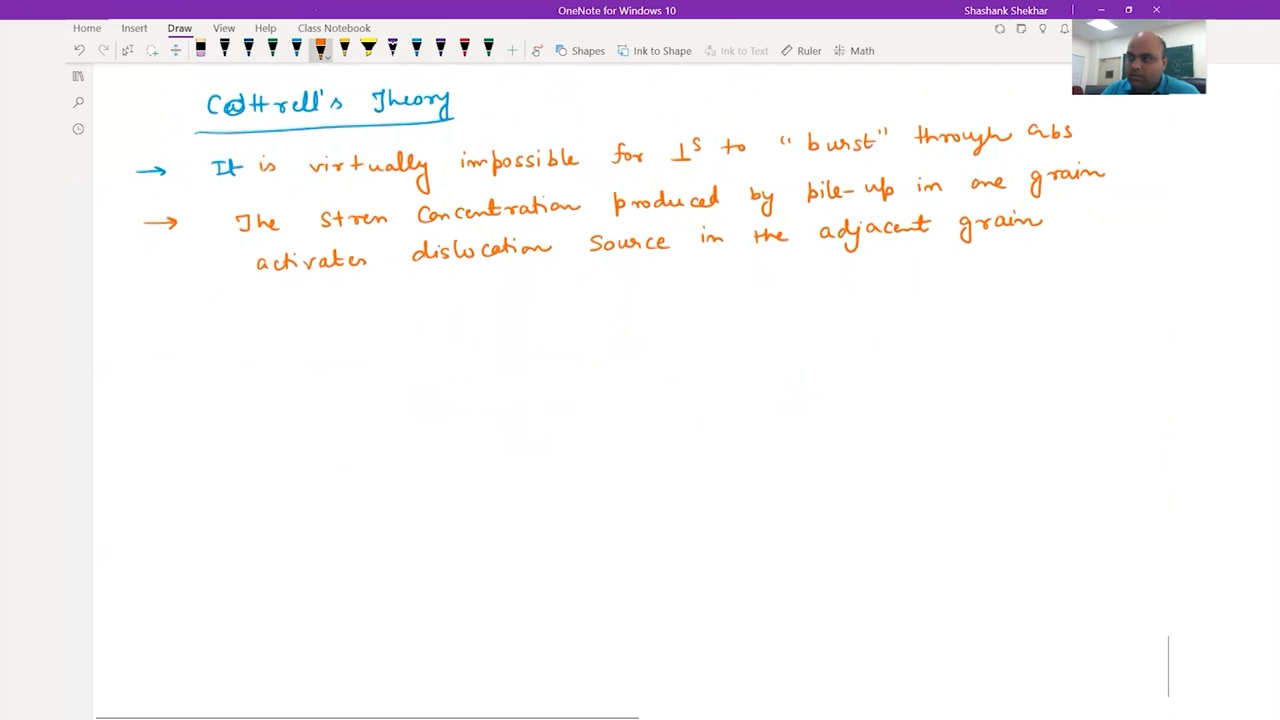 OneNote for Windows 10
Shashank Shekhar
Home Insert Draw View Help Class Notebook
Shapes Ink to Shape Ink to Text Ruler Math
Cottrell's Theory
→ It is virtually impossible for ⊥s to "burst" through gbs
→ The stress concentration produced by pile-up in one grain
activates dislocation source in the adjacent grain